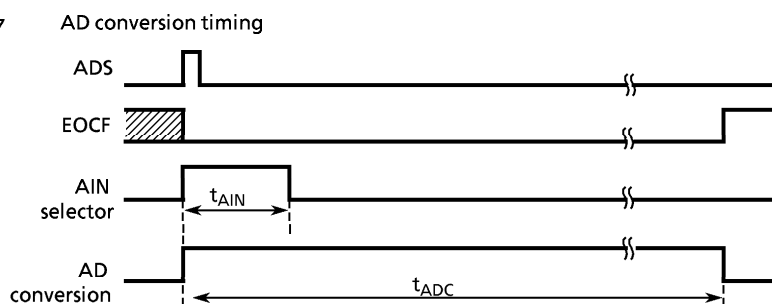 AD conversion timing
ADS
EOCF
AIN
selector
tAIN
AD
conversion
tADC